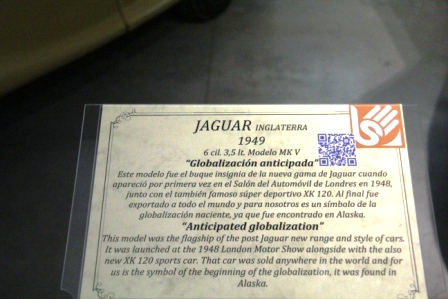 JAGUAR INGLATERRA
1949
6 cil. 3,5 lt. Modelo MK V
"Globalización anticipada"
Este modelo fue el buque insignia de la nueva gama de Jaguar cuando
apareció por primera vez en el Salón del Automóvil de Londres en 1948,
junto con el también famoso súper deportivo XK 120. Al final fue
exportado a todo el mundo y para nosotros es un símbolo de la
globalización naciente, ya que fue encontrado en Alaska.
"Anticipated globalization"
This model was the flagship of the post Jaguar new range and style of cars.
It was launched at the 1948 London Motor Show alongside with the also
new XK 120 sports car. That car was sold anywhere in the world and for
us is the symbol of the beginning of the globalization, it was found in
Alaska.